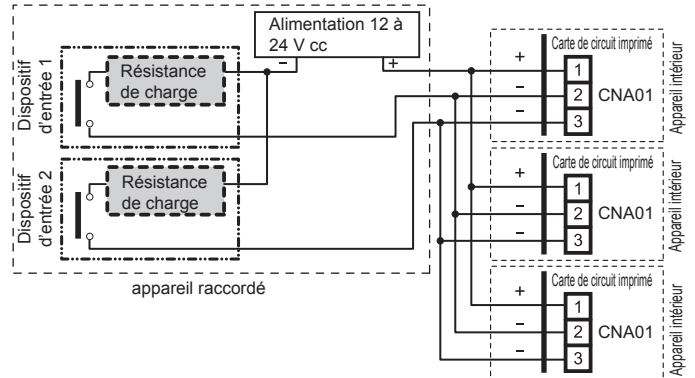 Alimentation 12 à
24 V cc
–
+
Dispositif
d'entrée 1
Résistance
de charge
Dispositif
d'entrée 2
Résistance
de charge
appareil raccordé
Carte de circuit imprimé
+
1
–
2
CNA01
–
3
Appareil intérieur
Carte de circuit imprimé
+
1
–
2
CNA01
–
3
Appareil intérieur
Carte de circuit imprimé
+
1
–
2
CNA01
–
3
Appareil intérieur